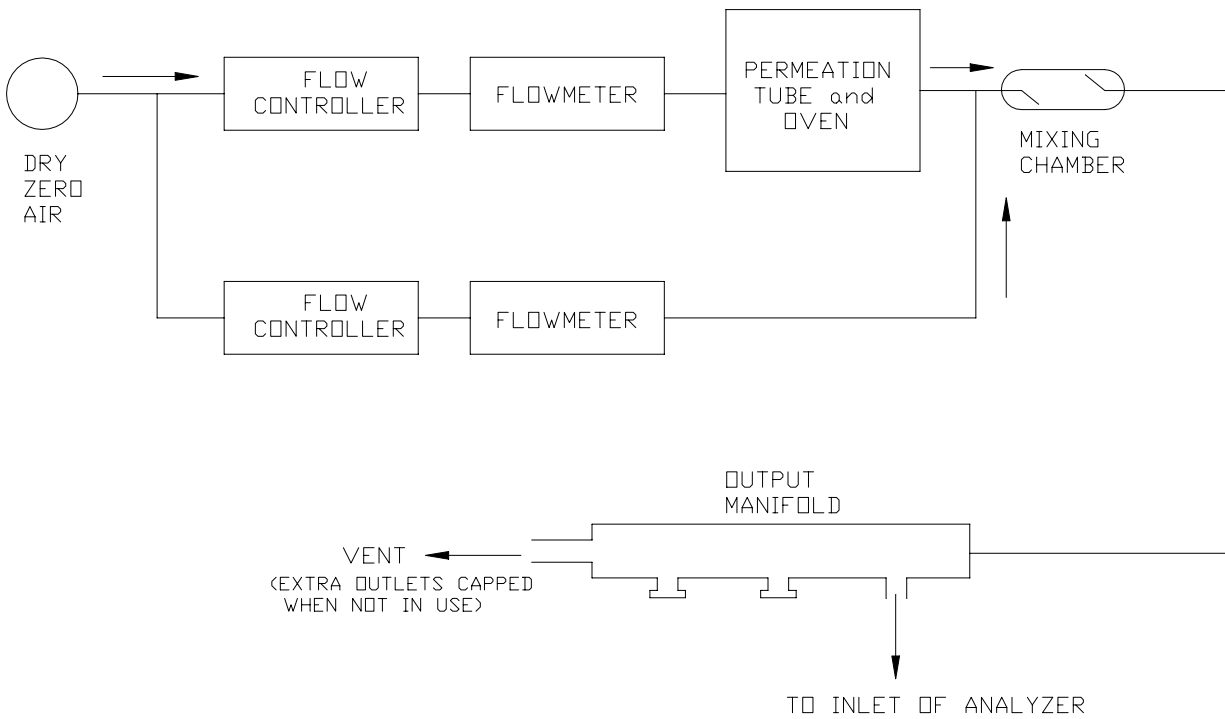 FLOW
CONTROLLER
FLOWMETER
PERMEATION
TUBE and
OVEN
DRY
ZERO
AIR
MIXING
CHAMBER
FLOW
CONTROLLER
FLOWMETER
OUTPUT
MANIFOLD
VENT
(EXTRA OUTLETS CAPPED
WHEN NOT IN USE)
TO INLET OF ANALYZER